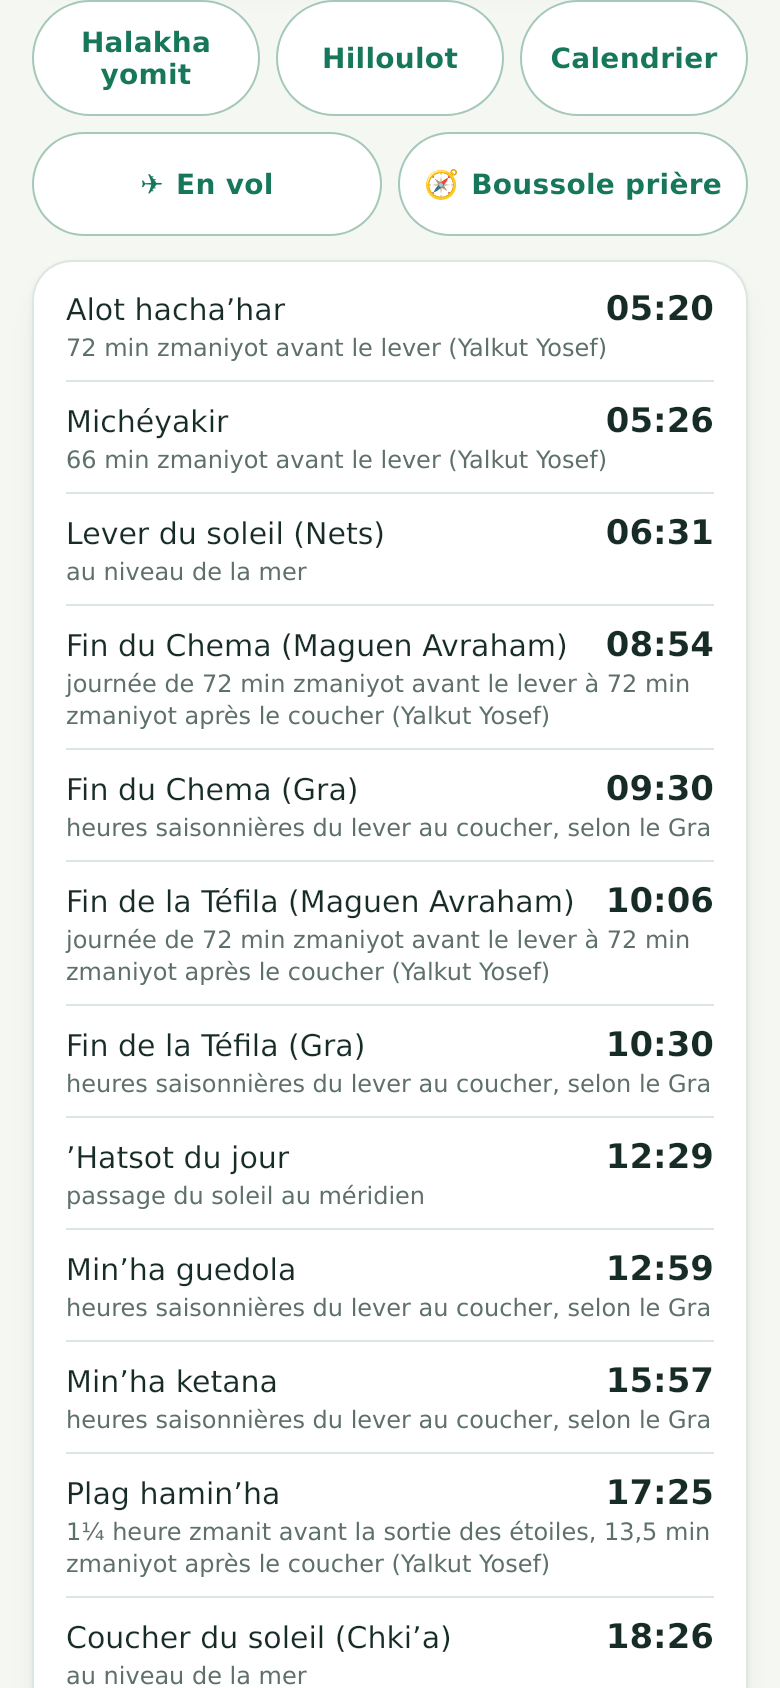 Halakha
yomit
Hilloulot
Calendrier
✈ En vol
🧭 Boussole prière
Alot hacha’har 05:20
72 min zmaniyot avant le lever (Yalkut Yosef)
Michéyakir 05:26
66 min zmaniyot avant le lever (Yalkut Yosef)
Lever du soleil (Nets) 06:31
au niveau de la mer
Fin du Chema (Maguen Avraham) 08:54
journée de 72 min zmaniyot avant le lever à 72 min
zmaniyot après le coucher (Yalkut Yosef)
Fin du Chema (Gra) 09:30
heures saisonnières du lever au coucher, selon le Gra
Fin de la Téfila (Maguen Avraham) 10:06
journée de 72 min zmaniyot avant le lever à 72 min
zmaniyot après le coucher (Yalkut Yosef)
Fin de la Téfila (Gra) 10:30
heures saisonnières du lever au coucher, selon le Gra
’Hatsot du jour 12:29
passage du soleil au méridien
Min’ha guedola 12:59
heures saisonnières du lever au coucher, selon le Gra
Min’ha ketana 15:57
heures saisonnières du lever au coucher, selon le Gra
Plag hamin’ha 17:25
1¼ heure zmanit avant la sortie des étoiles, 13,5 min
zmaniyot après le coucher (Yalkut Yosef)
Coucher du soleil (Chki’a) 18:26
au niveau de la mer